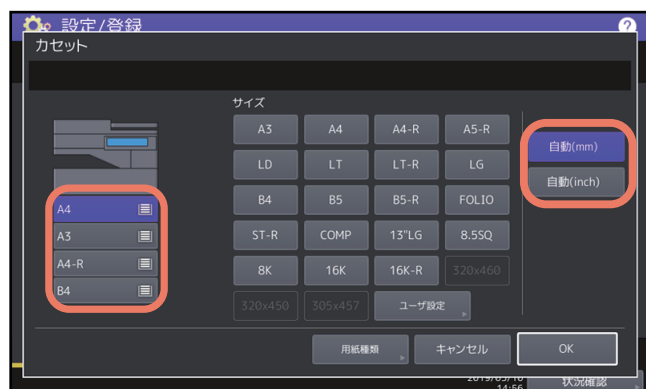 設定/登録
?
カセット
サイズ
A3 A4 A4-R A5-R
自動(mm)
LD LT LT-R LG
自動(inch)
A4
B4 B5 B5-R FOLIO
A3
ST-R COMP 13"LG 8.5SQ
A4-R
8K 16K 16K-R 320x460
B4
320x450 305x457 ユーザ設定
用紙種類 キャンセル OK
14:56 状況確認